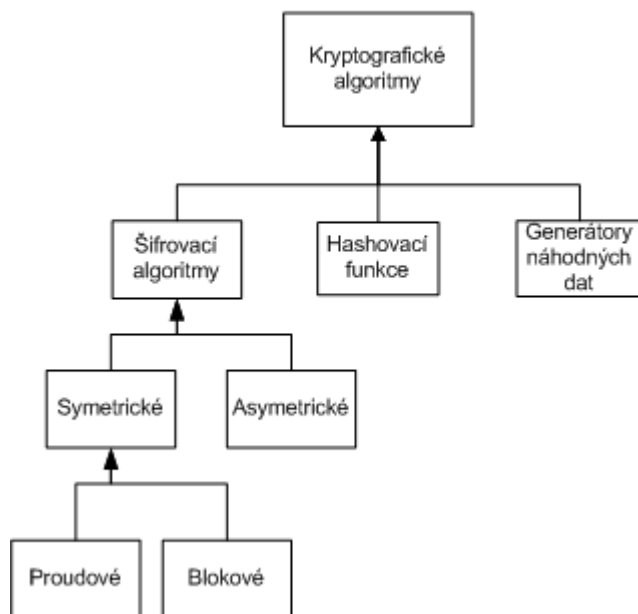 Kryptografické
algoritmy
Šifrovací
algoritmy
Hashovací
funkce
Generátory
náhodných
dat
Symetrické
Asymetrické
Proudové
Blokové